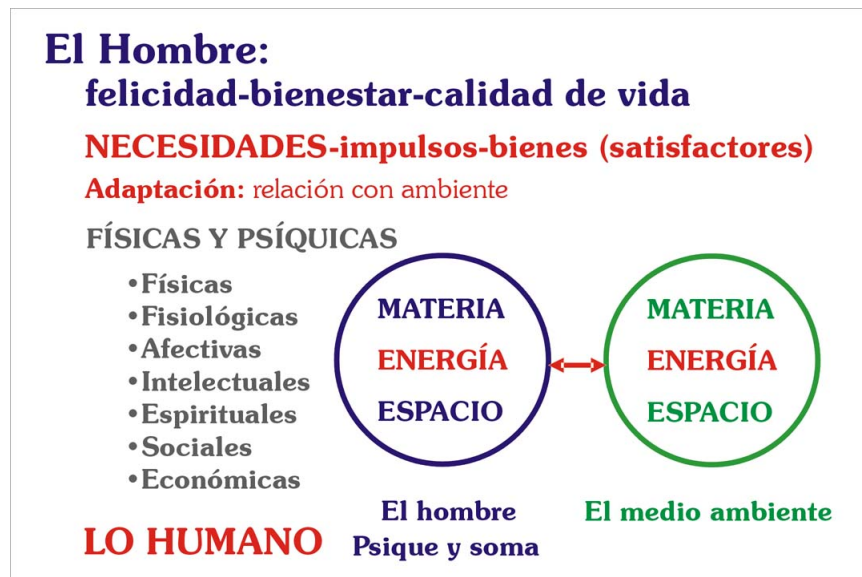 El Hombre:
felicidad-bienestar-calidad de vida
NECESIDADES-impulsos-bienes (satisfactores)
Adaptación: relación con ambiente
FÍSICAS Y PSÍQUICAS
•Físicas
•Fisiológicas
•Afectivas
•Intelectuales
•Espirituales
•Sociales
•Económicas
LO HUMANO
MATERIA
ENERGÍA
ESPACIO
El hombre
Psique y soma
MATERIA
ENERGÍA
ESPACIO
El medio ambiente